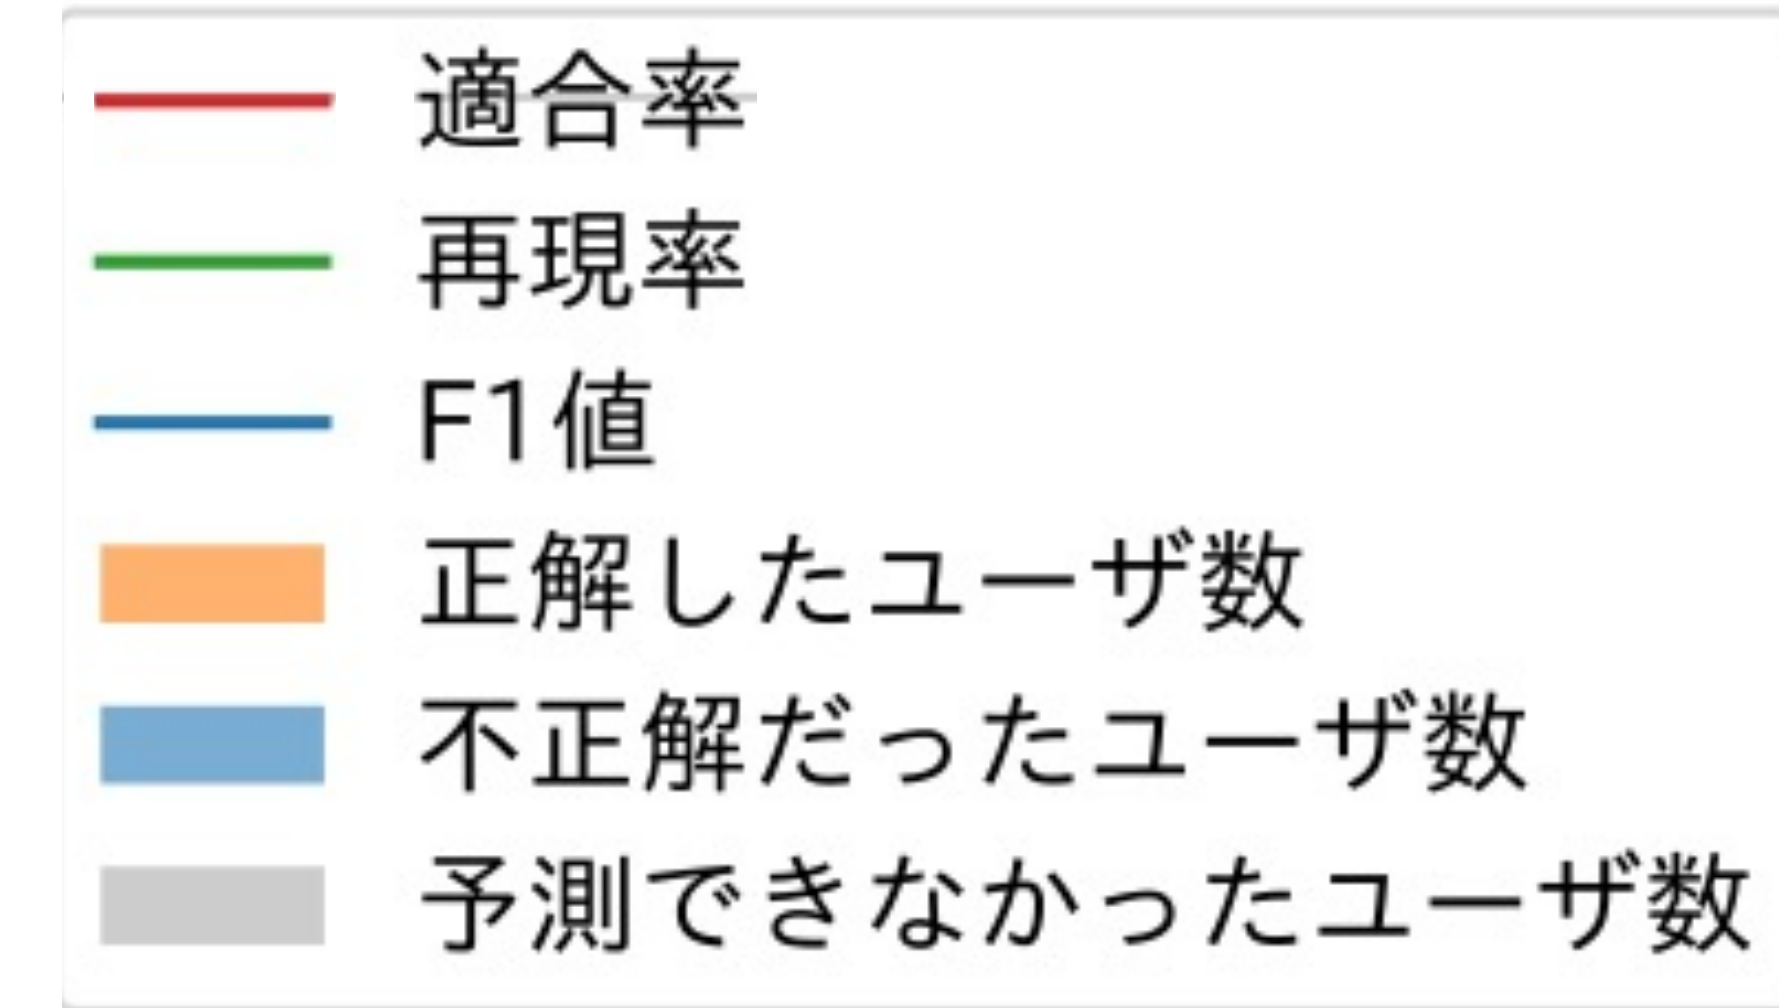 適合率
再現率
F1値
正解したユーザ数
不正解だったユーザ数
予測できなかったユーザ数